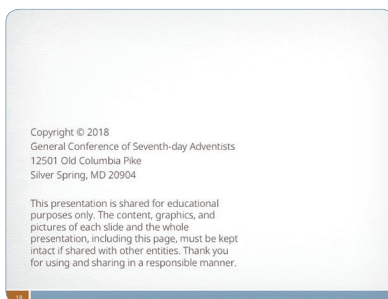 Copyright © 2018
General Conference of Seventh-day Adventists
12501 Old Columbia Pike
Silver Spring, MD 20904
This presentation is shared for educational
purposes only. The content, graphics, and
pictures of each slide and the whole
presentation, including this page, must be kept
intact if shared with other entities. Thank you
for using and sharing in a responsible manner.
18